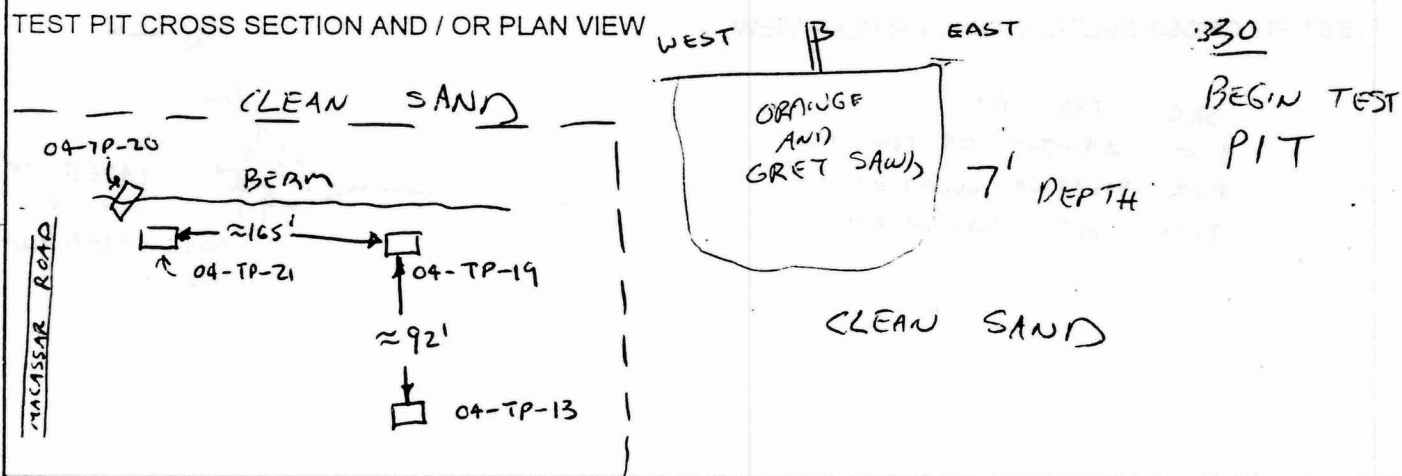 TEST PIT CROSS SECTION AND / OR PLAN VIEW
CLEAN SAND
04-TP-20
BERM
≈165'
04-TP-21
04-TP-19
≈92'
04-TP-13
MACASSAR ROAD
WEST
EAST
ORANGE
AND
GREY SAND
7' DEPTH
CLEAN SAND
330
BEGIN TEST
PIT